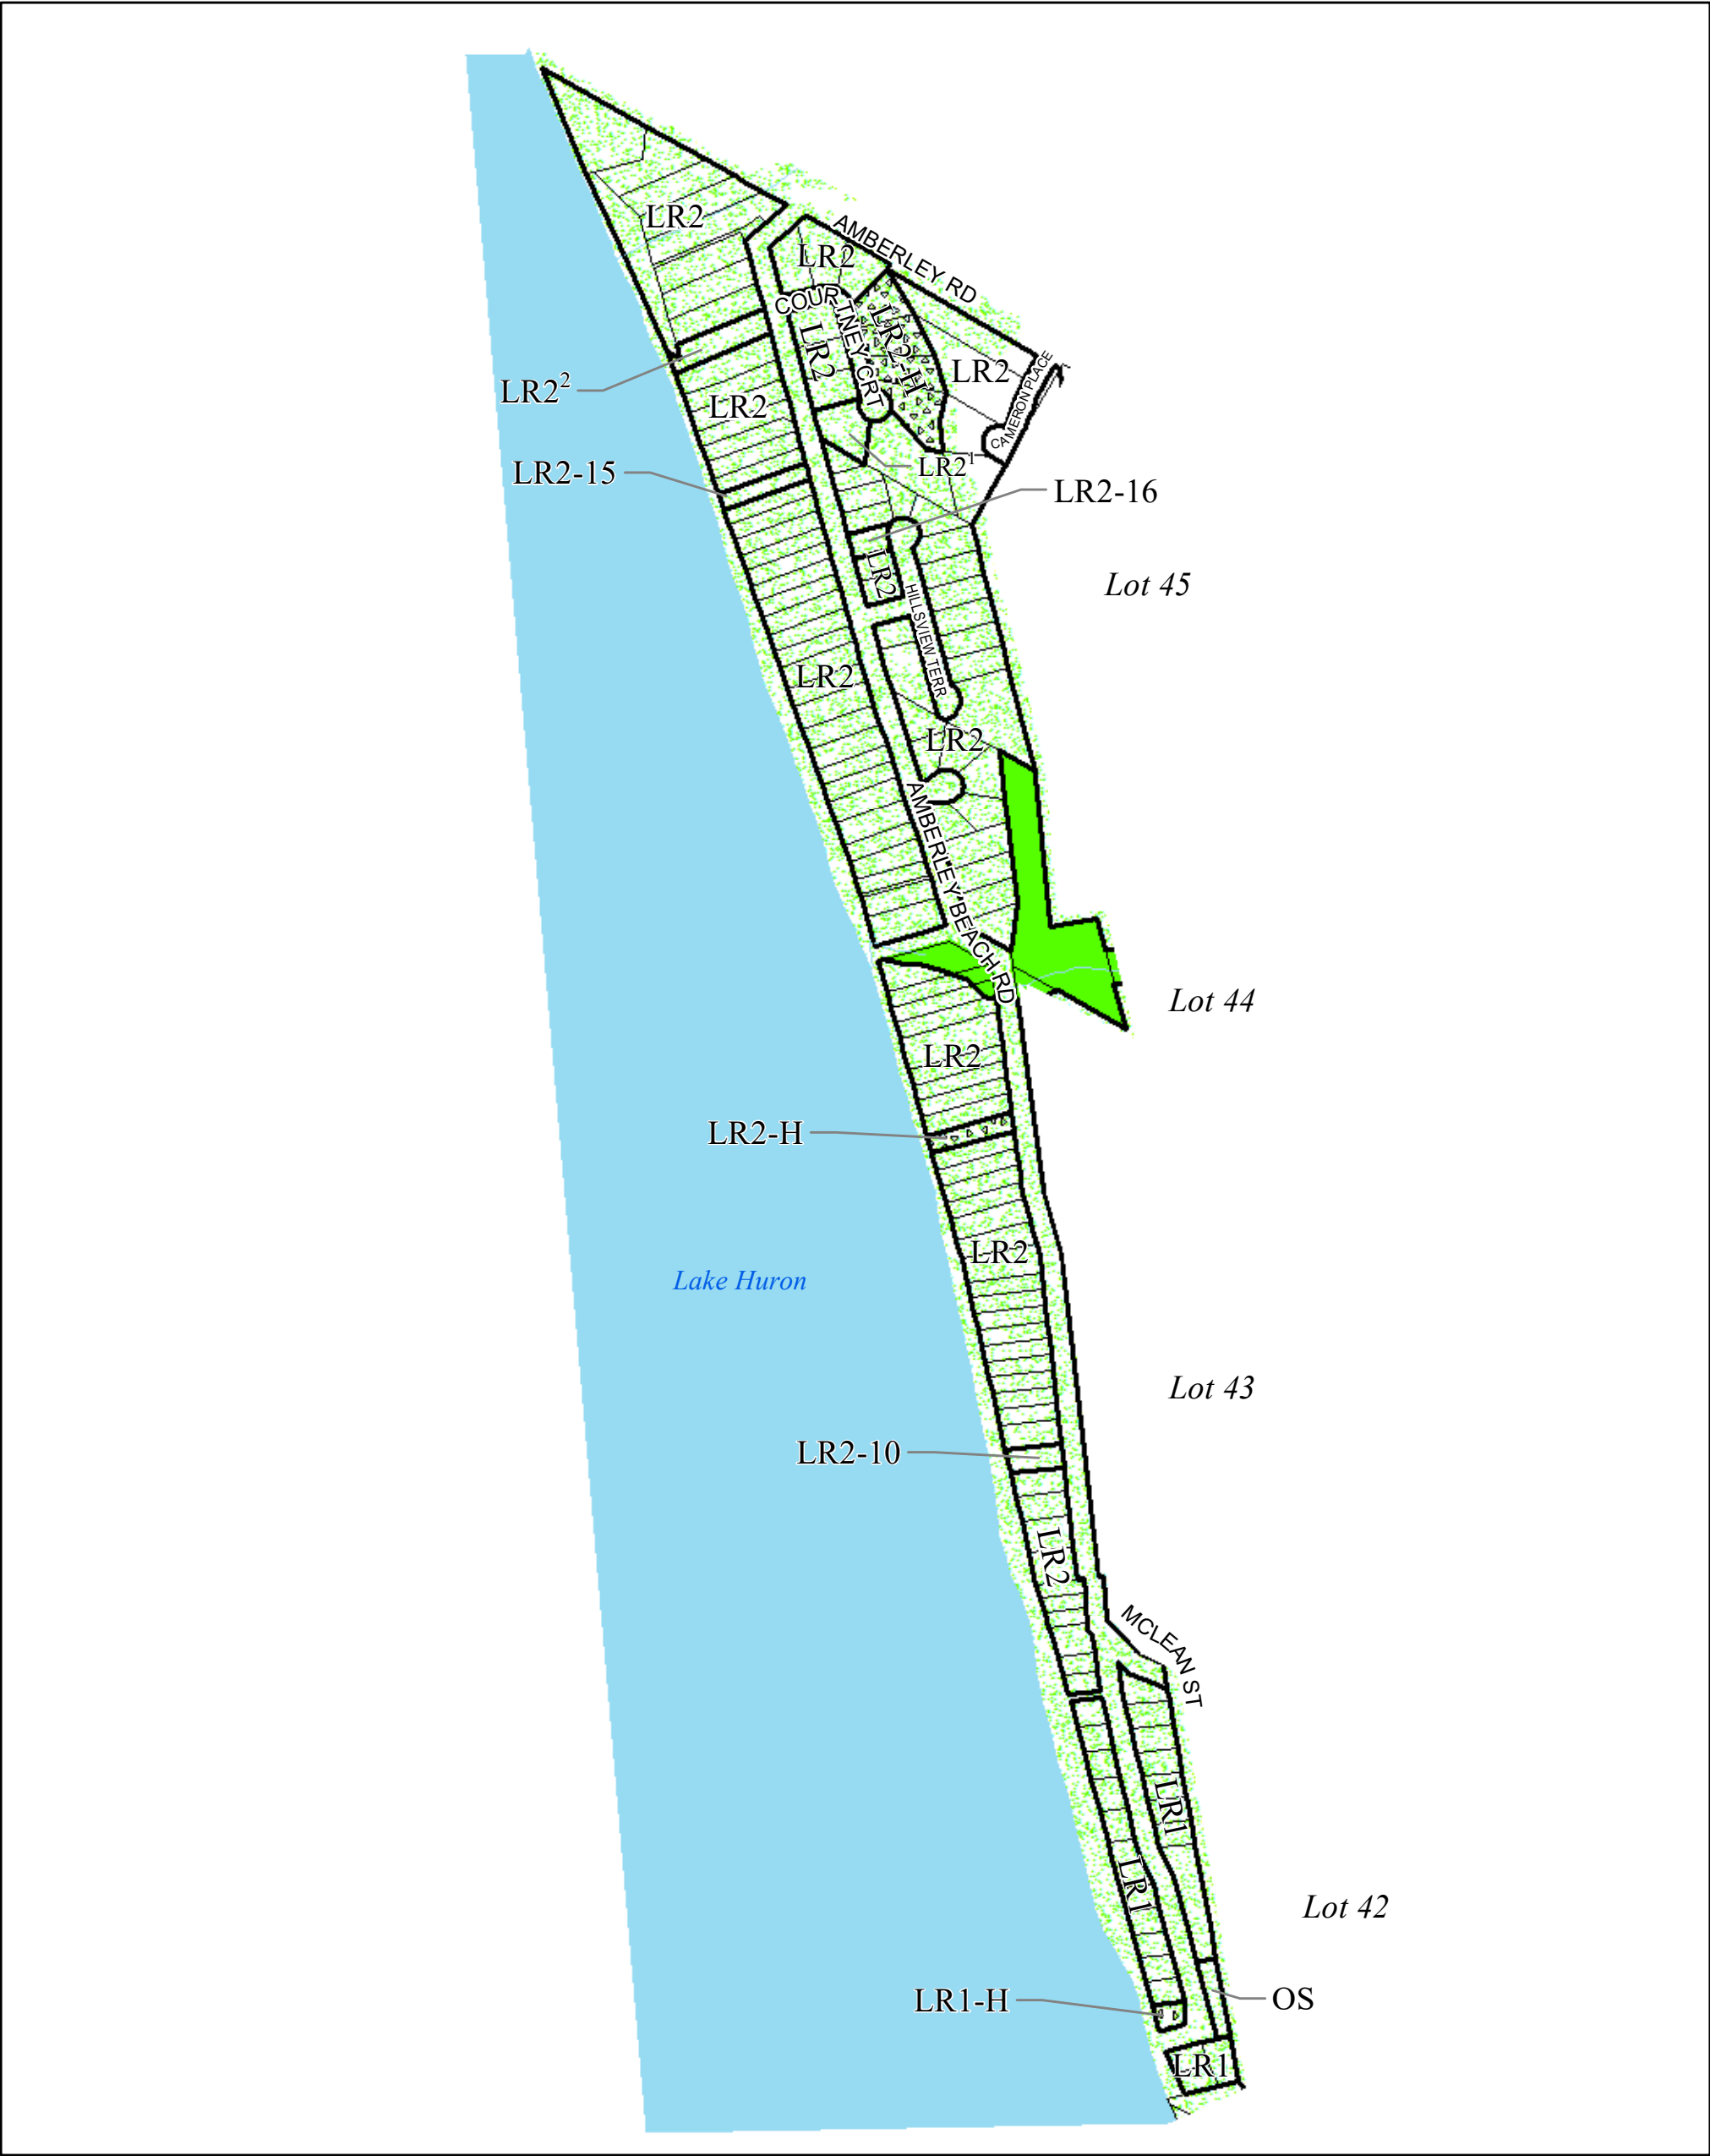 LR2
AMBERLEY RD
LR2
COURTNEY CRT
LR2
LR2-H
LR2
CAMERON PLACE
LR2²
LR2
LR2¹
LR2-15
LR2-16
LR2
Lot 45
HILLSVIEW TERR
LR2
LR2
AMBERLEY BEACH RD
Lot 44
LR2
LR2-H
LR2
Lake Huron
Lot 43
LR2-10
LR2
MCLEAN ST
LR1
LR1
Lot 42
LR1-H
OS
LR1